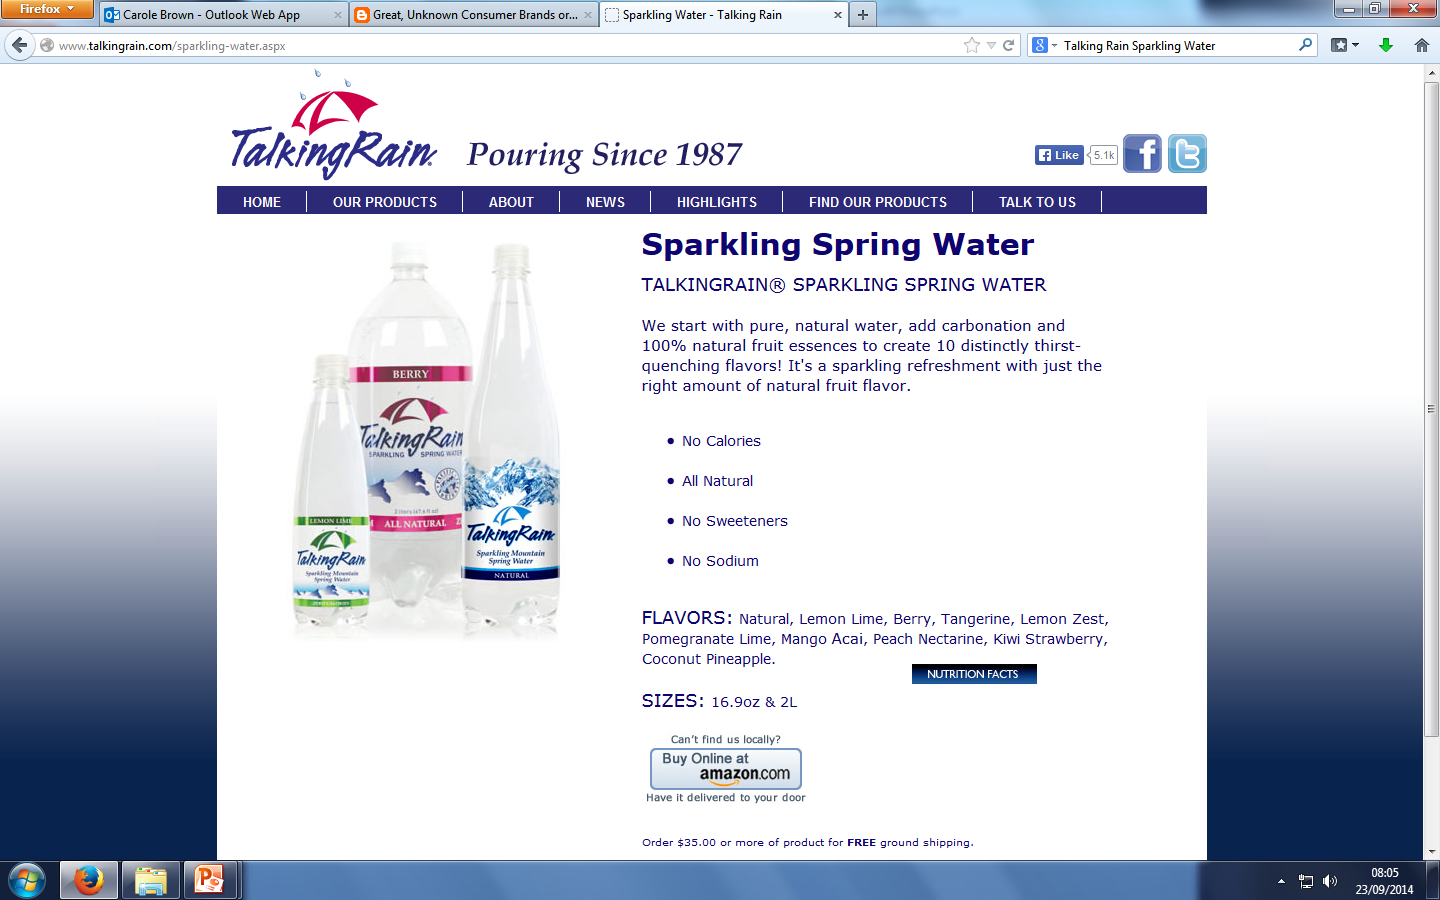 Firefox
Carole Brown - Outlook Web App
Great, Unknown Consumer Brands or...
Sparkling Water - Talking Rain
www.talkingrain.com/sparkling-water.aspx
Talking Rain Sparkling Water
TalkingRain®
Pouring Since 1987
Like
5.1k
HOME
OUR PRODUCTS
ABOUT
NEWS
HIGHLIGHTS
FIND OUR PRODUCTS
TALK TO US
Sparkling Spring Water
TALKINGRAIN® SPARKLING SPRING WATER
We start with pure, natural water, add carbonation and
100% natural fruit essences to create 10 distinctly thirst-
quenching flavors! It's a sparkling refreshment with just the
right amount of natural fruit flavor.
• No Calories
• All Natural
• No Sweeteners
• No Sodium
FLAVORS: Natural, Lemon Lime, Berry, Tangerine, Lemon Zest,
Pomegranate Lime, Mango Acai, Peach Nectarine, Kiwi Strawberry,
Coconut Pineapple.
NUTRITION FACTS
SIZES: 16.9oz & 2L
Can't find us locally?
Buy Online at
amazon.com
Have it delivered to your door
Order $35.00 or more of product for FREE ground shipping.
BERRY
TalkingRain
SPARKLING SPRING WATER
ALL NATURAL
LEMON LIME
TalkingRain
Sparkling Mountain
Spring Water
TalkingRain
Sparkling Mountain
Spring Water
NATURAL
08:05
23/09/2014